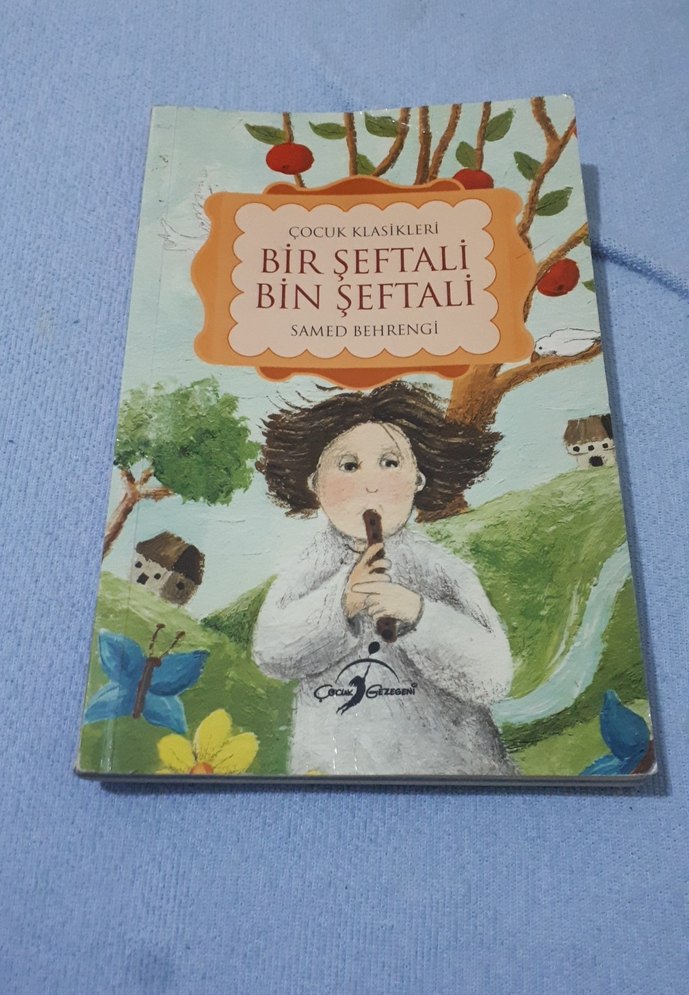 ÇOCUK KLASİKLERİ
BİR ŞEFTALİ
BİN ŞEFTALİ
SAMED BEHRENGİ
ÇOCUK GEZEGENİ